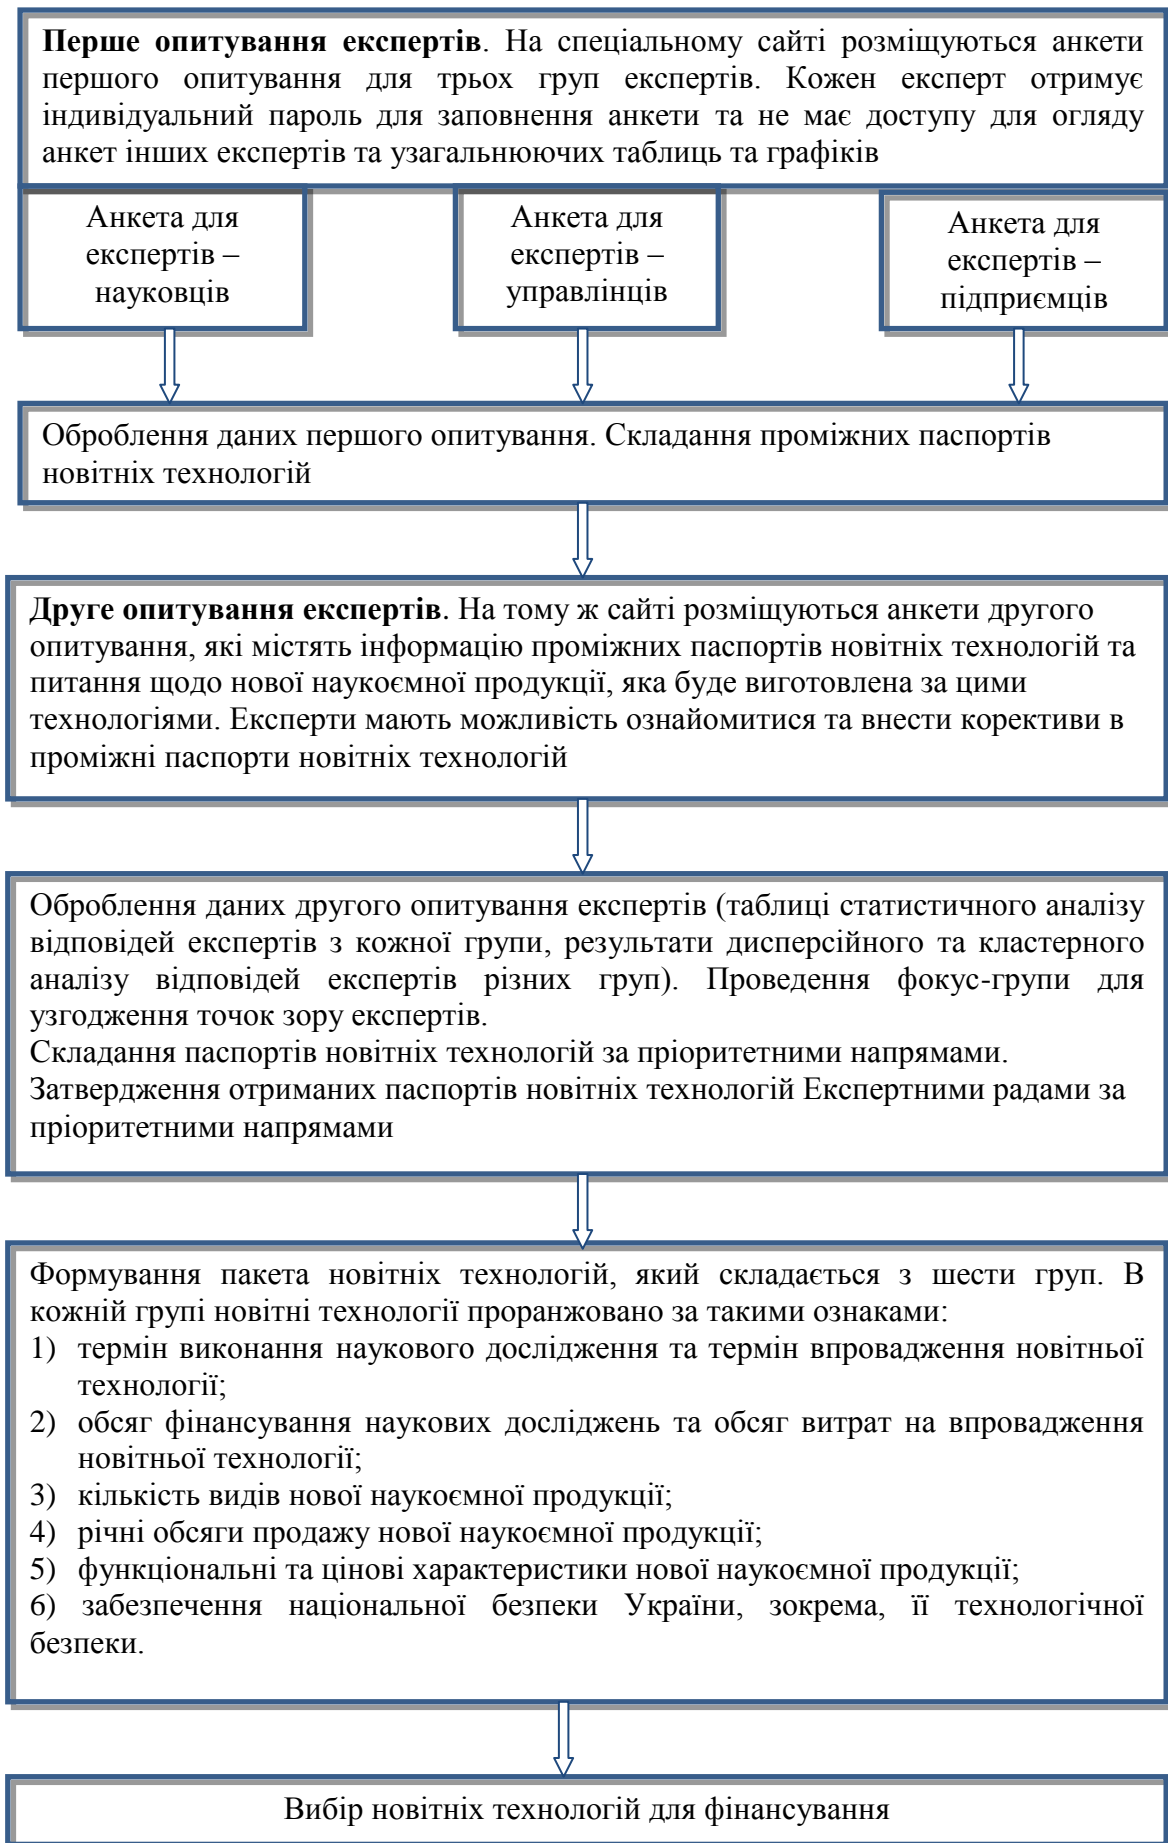 Перше опитування експертів. На спеціальному сайті розміщуються анкети
першого опитування для трьох груп експертів. Кожен експерт отримує
індивідуальний пароль для заповнення анкети та не має доступу для огляду
анкет інших експертів та узагальнюючих таблиць та графіків
Анкета для
експертів –
науковців
Анкета для
експертів –
управлінців
Анкета для
експертів –
підприємців
Оброблення даних першого опитування. Складання проміжних паспортів
новітніх технологій
Друге опитування експертів. На тому ж сайті розміщуються анкети другого
опитування, які містять інформацію проміжних паспортів новітніх технологій та
питання щодо нової наукоємної продукції, яка буде виготовлена за цими
технологіями. Експерти мають можливість ознайомитися та внести корективи в
проміжні паспорти новітніх технологій
Оброблення даних другого опитування експертів (таблиці статистичного аналізу
відповідей експертів з кожної групи, результати дисперсійного та кластерного
аналізу відповідей експертів різних груп). Проведення фокус-групи для
узгодження точок зору експертів.
Складання паспортів новітніх технологій за пріоритетними напрямами.
Затвердження отриманих паспортів новітніх технологій Експертними радами за
пріоритетними напрямами
Формування пакета новітніх технологій, який складається з шести груп. В
кожній групі новітні технології проранжовано за такими ознаками:
1) термін виконання наукового дослідження та термін впровадження новітньої
технології;
2) обсяг фінансування наукових досліджень та обсяг витрат на впровадження
новітньої технології;
3) кількість видів нової наукоємної продукції;
4) річні обсяги продажу нової наукоємної продукції;
5) функціональні та цінові характеристики нової наукоємної продукції;
6) забезпечення національної безпеки України, зокрема, її технологічної
безпеки.
Вибір новітніх технологій для фінансування